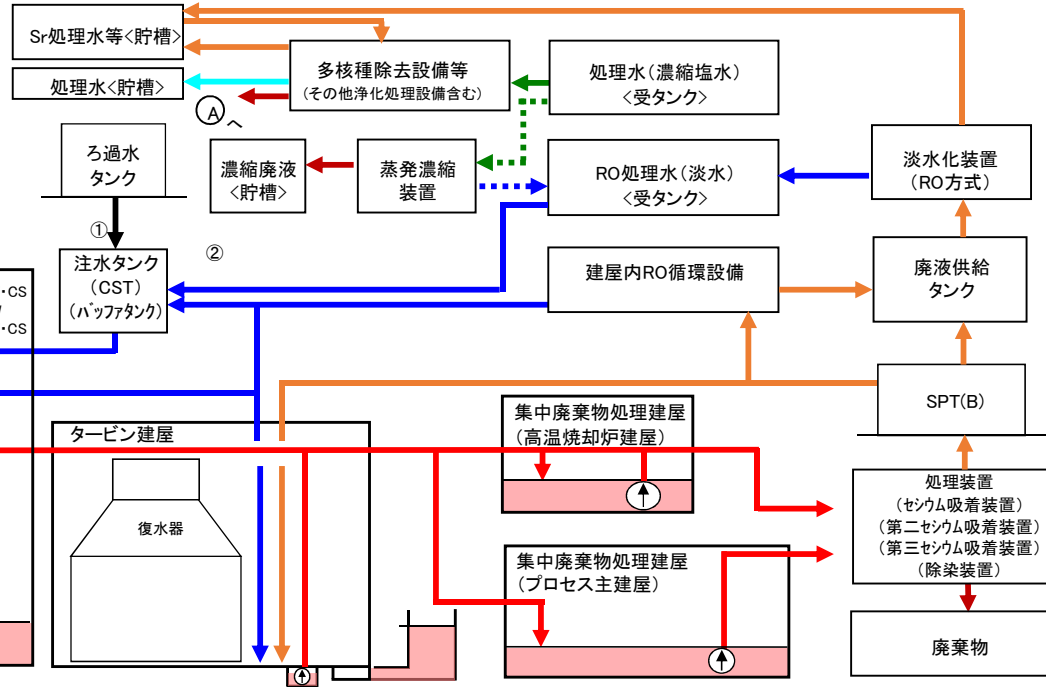 Sr処理水等<貯槽>
処理水<貯槽>
多核種除去設備等
(その他浄化処理設備含む)
処理水(濃縮塩水)
<受タンク>
Ⓐへ
ろ過水
タンク
濃縮廃液
<貯槽>
蒸発濃縮
装置
RO処理水(淡水)
<受タンク>
淡水化装置
(RO方式)
①
②
注水タンク
(CST)
(バッファタンク)
建屋内RO循環設備
廃液供給
タンク
・CS
・CS
SPT(B)
タービン建屋
復水器
集中廃棄物処理建屋
(高温焼却炉建屋)
処理装置
(セシウム吸着装置)
(第二セシウム吸着装置)
(第三セシウム吸着装置)
(除染装置)
集中廃棄物処理建屋
(プロセス主建屋)
廃棄物